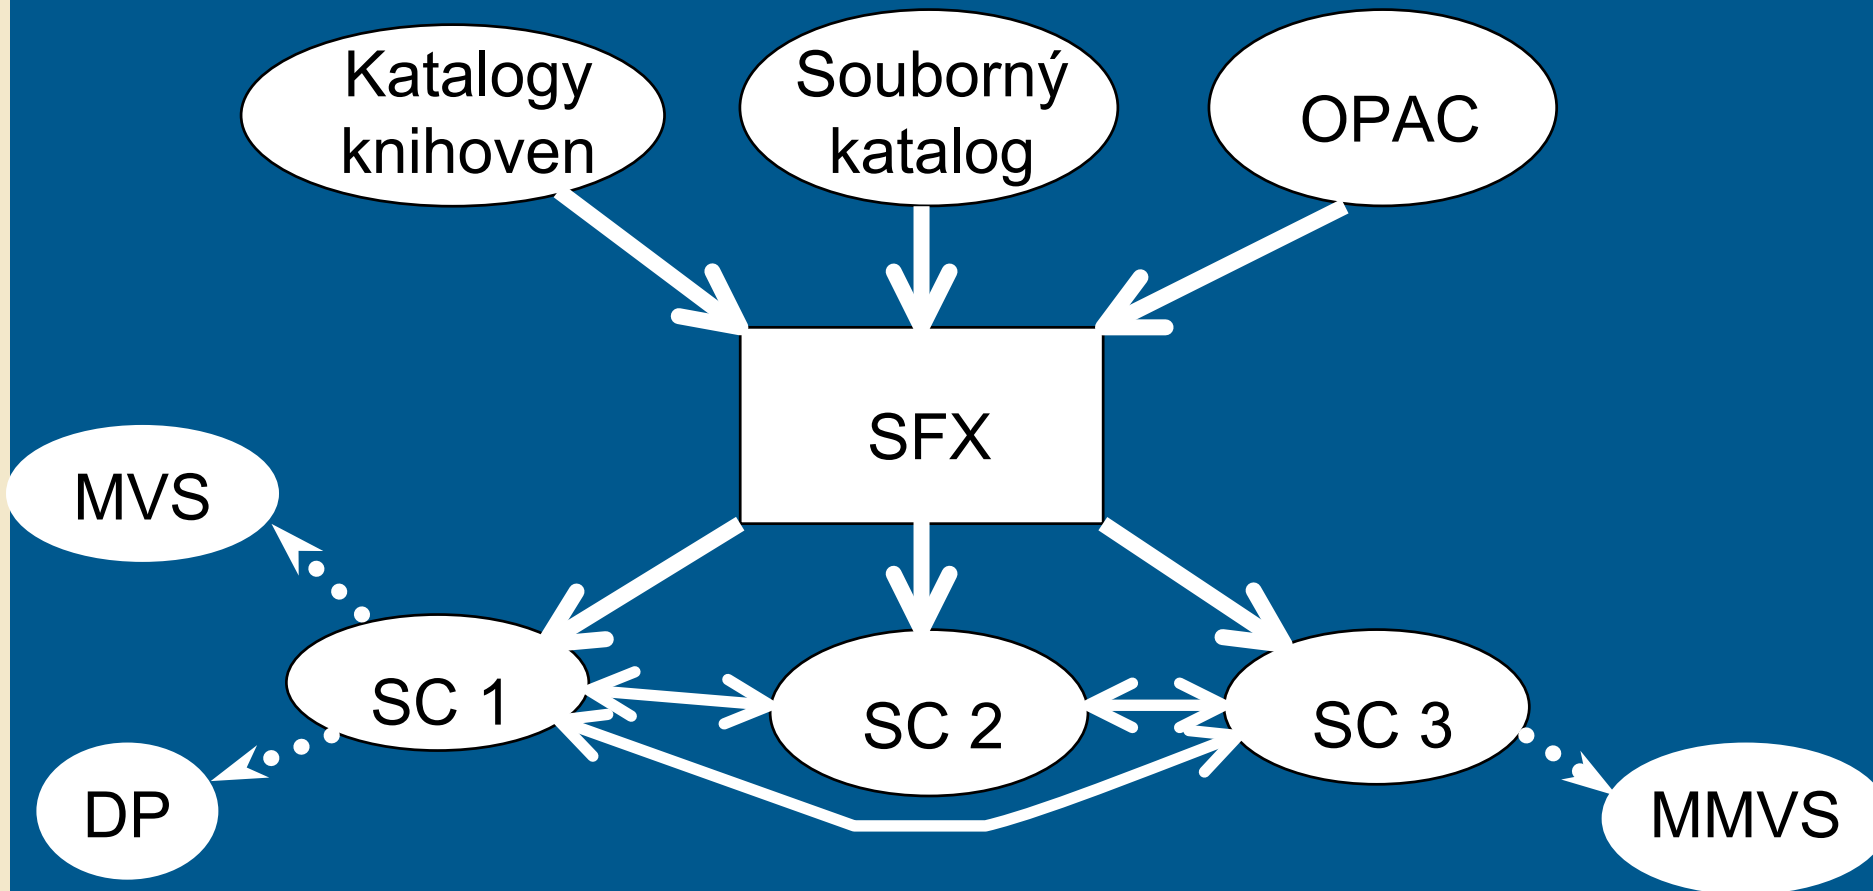 Katalogy
knihoven
Souborný
katalog
OPAC
SFX
MVS
SC 1
SC 2
SC 3
DP
MMVS